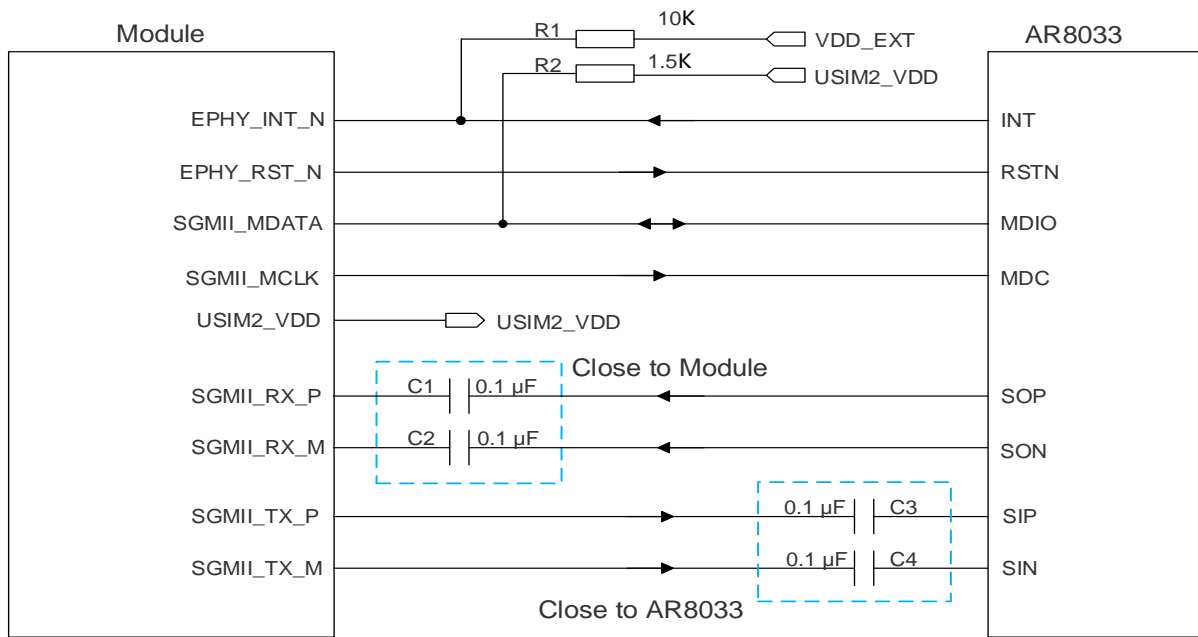 Module
R1
10K
VDD_EXT
AR8033
R2
1.5K
USIM2_VDD
EPHY_INT_N
INT
EPHY_RST_N
RSTN
SGMII_MDATA
MDIO
SGMII_MCLK
MDC
USIM2_VDD
USIM2_VDD
Close to Module
SGMII_RX_P
C1
0.1 µF
SOP
SGMII_RX_M
C2
0.1 µF
SON
SGMII_TX_P
0.1 µF
C3
SIP
SGMII_TX_M
0.1 µF
C4
SIN
Close to AR8033